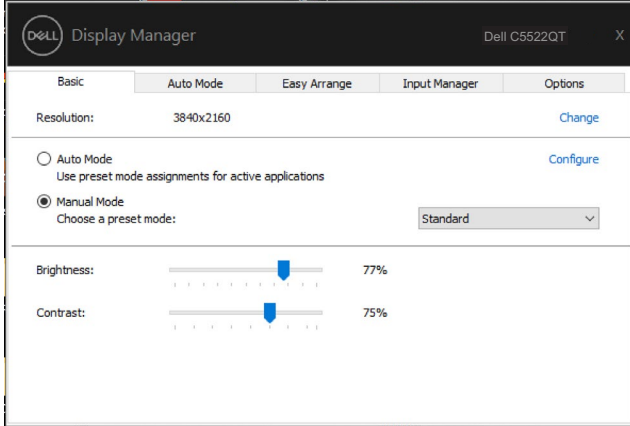 DELL Display Manager Dell C5522QT X
Basic Auto Mode Easy Arrange Input Manager Options
Resolution: 3840x2160 Change
Auto Mode Configure
Use preset mode assignments for active applications
Manual Mode
Choose a preset mode: Standard
Brightness: 77%
Contrast: 75%